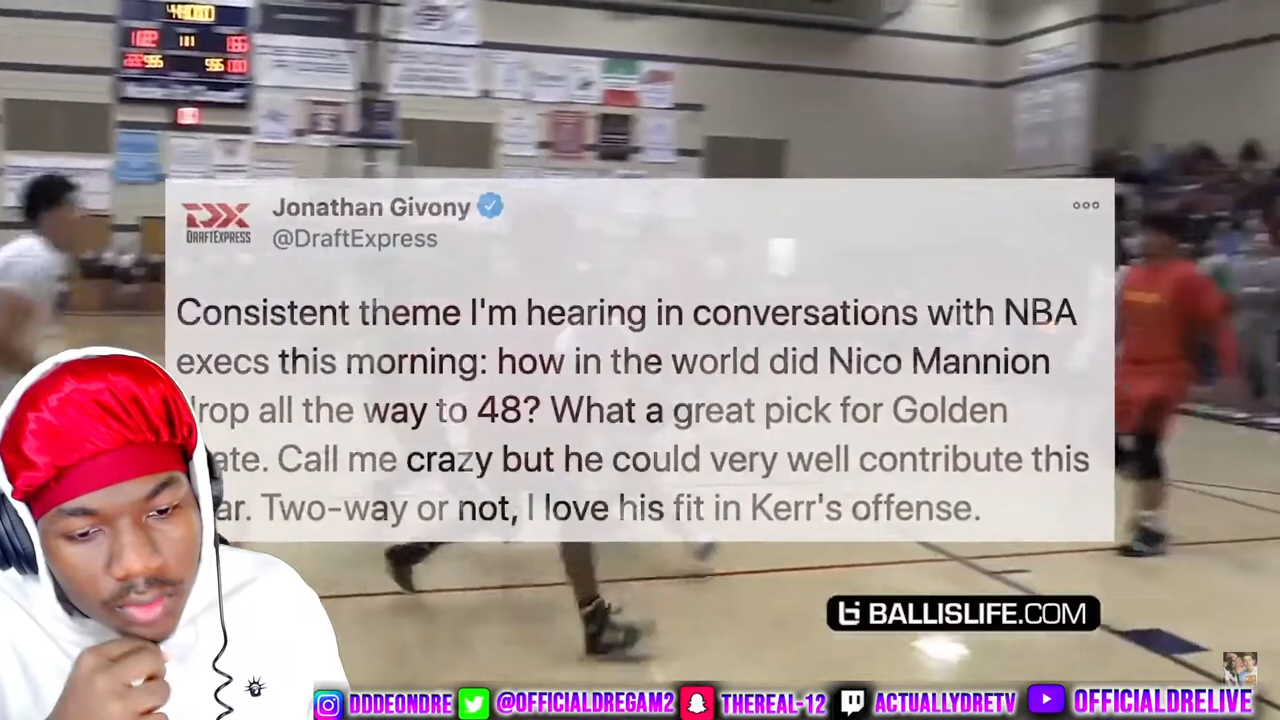 DRAFTEXPRESS
Jonathan Givony
@DraftExpress
Consistent theme I'm hearing in conversations with NBA
execs this morning: how in the world did Nico Mannion
drop all the way to 48? What a great pick for Golden
ate. Call me crazy but he could very well contribute this
ar. Two-way or not, I love his fit in Kerr's offense.
BALLISLIFE.COM
DDDEONDRE @OFFICIALDREGAM2 THEREAL-12 ACTUALLYDRETV OFFICIALDRELIVE